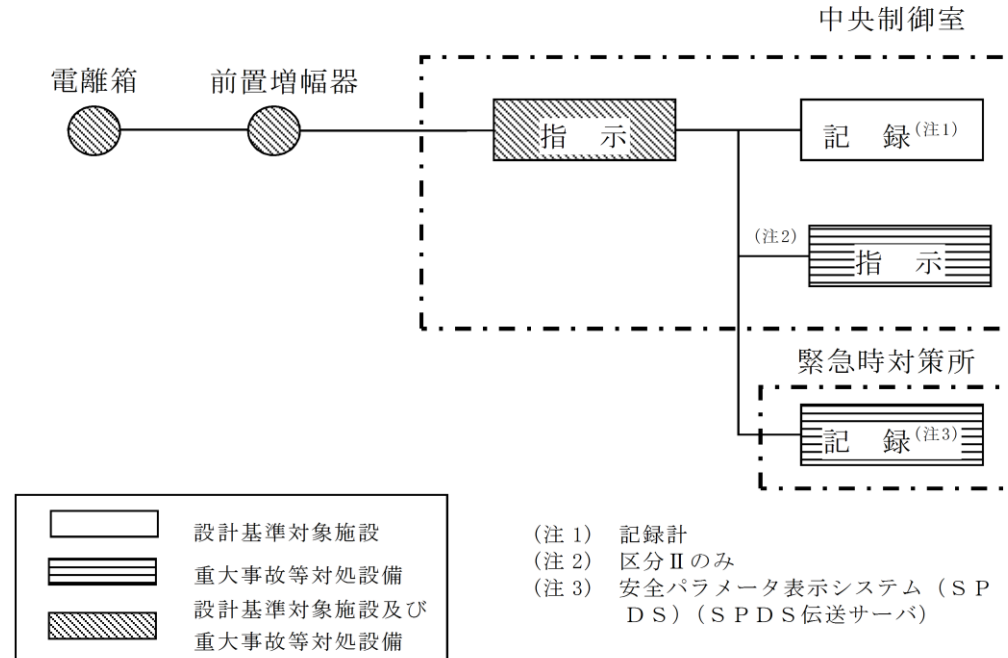 中央制御室
電離箱
前置増幅器
指 示
記 録(注1)
(注2)
指 示
緊急時対策所
記 録(注3)
設計基準対象施設
重大事故等対処設備
設計基準対象施設及び
重大事故等対処設備
(注 1) 記録計
(注 2) 区分Ⅱのみ
(注 3) 安全パラメータ表示システム(SP
DS)(SPDS伝送サーバ)